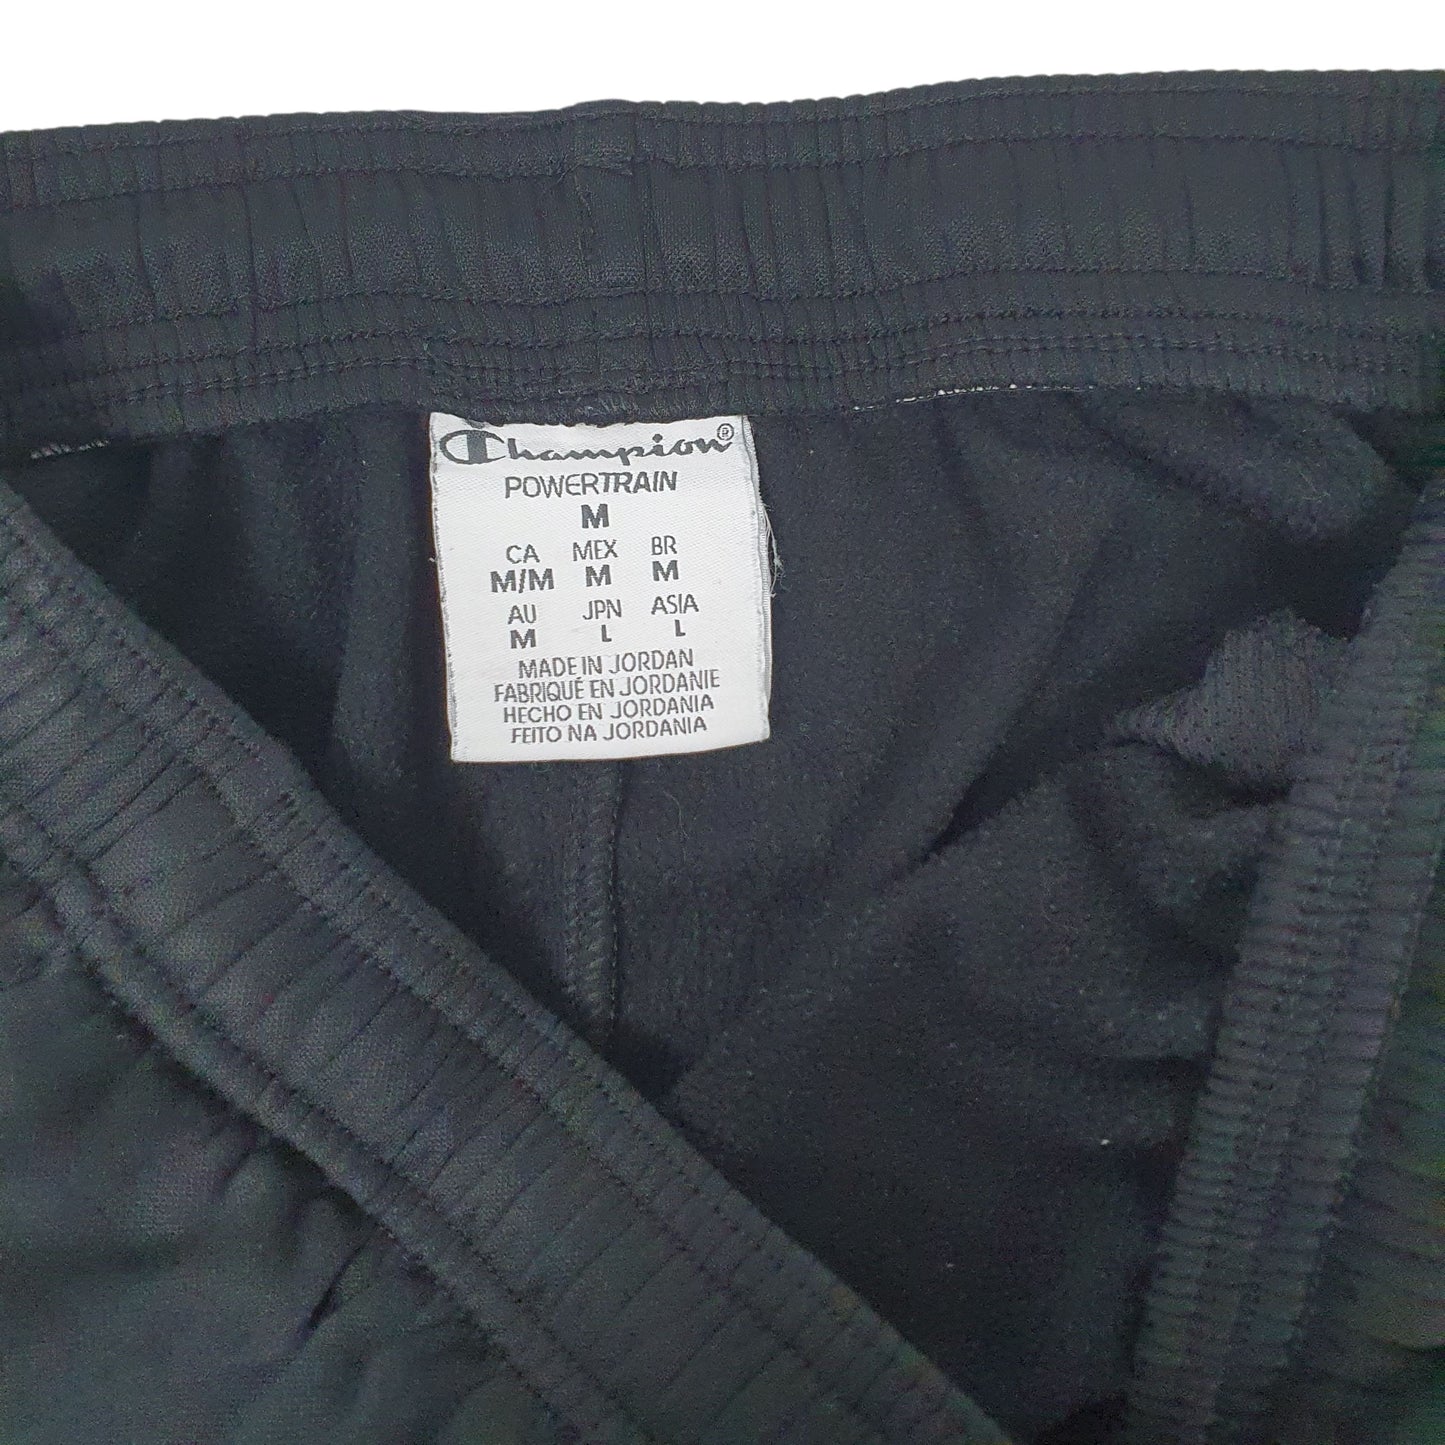 Champion®
POWERTRAIN
M
CA MEX BR
M/M M M
AU JPN ASIA
M L L
MADE IN JORDAN
FABRIQUÉ EN JORDANIE
HECHO EN JORDANIA
FEITO NA JORDANIA